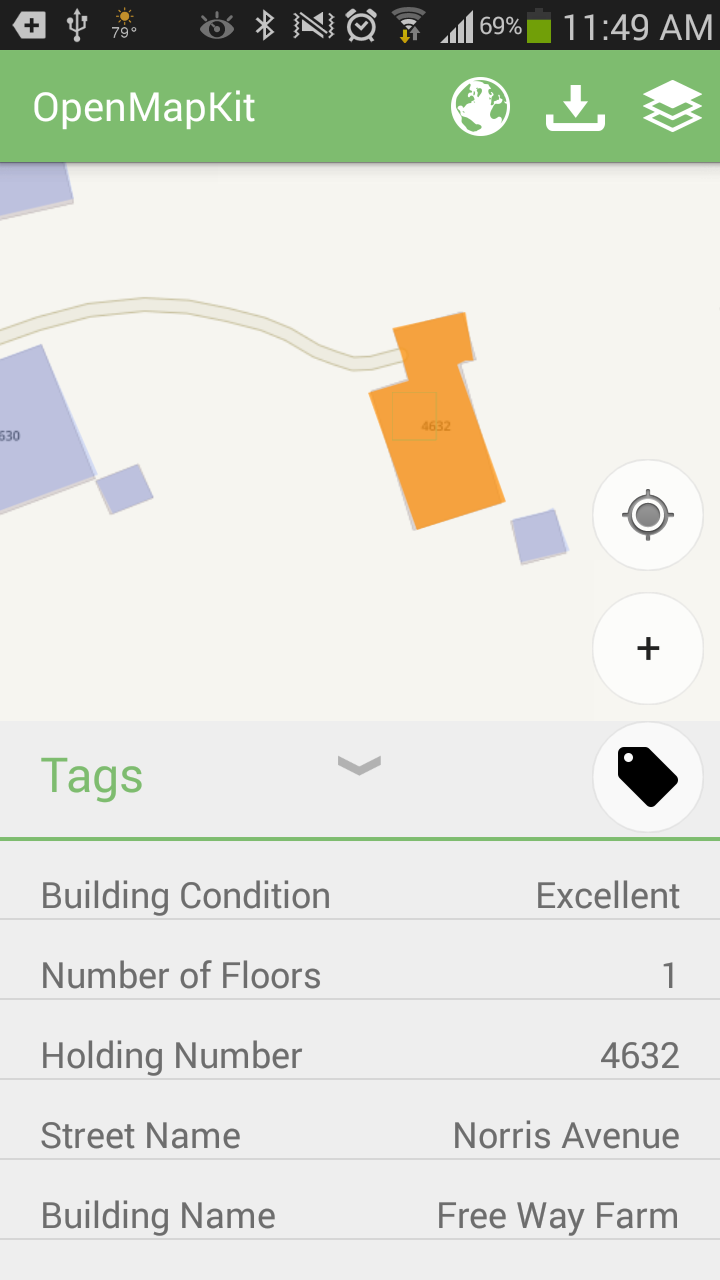 79° 69% 11:49 AM
OpenMapKit
4632
630
Tags
Building Condition Excellent
Number of Floors 1
Holding Number 4632
Street Name Norris Avenue
Building Name Free Way Farm